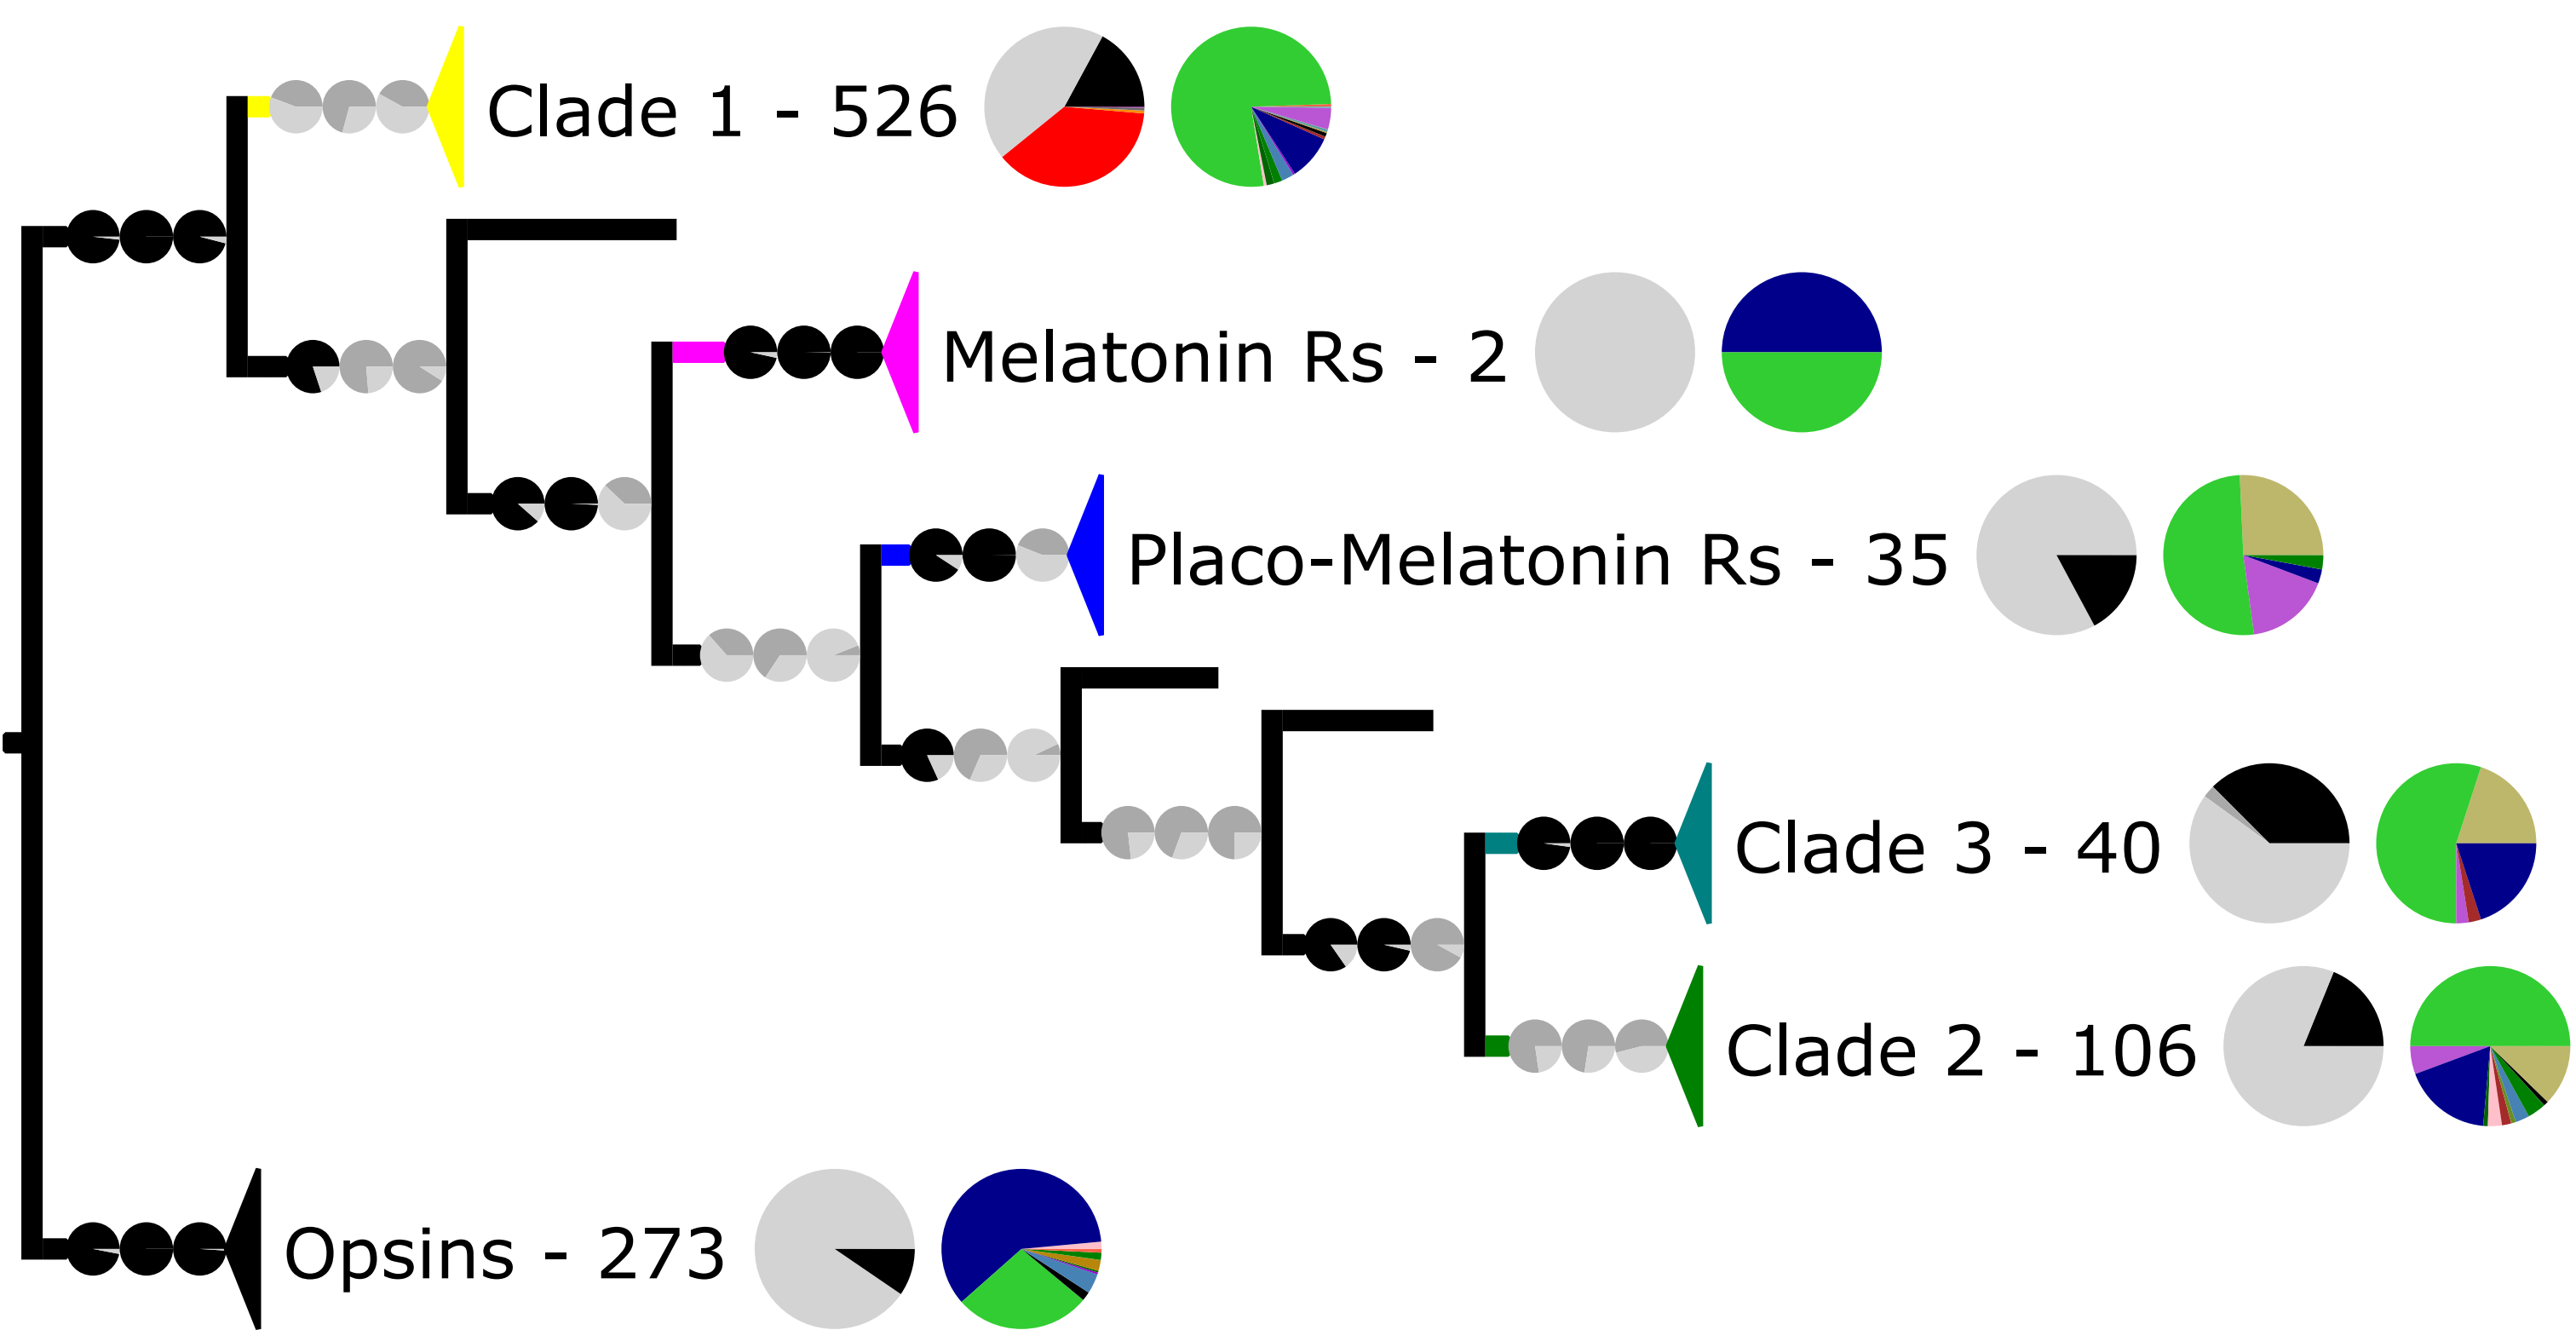 Clade 1 - 526
Melatonin Rs - 2
Placo-Melatonin Rs - 35
Clade 3 - 40
Clade 2 - 106
Opsins - 273